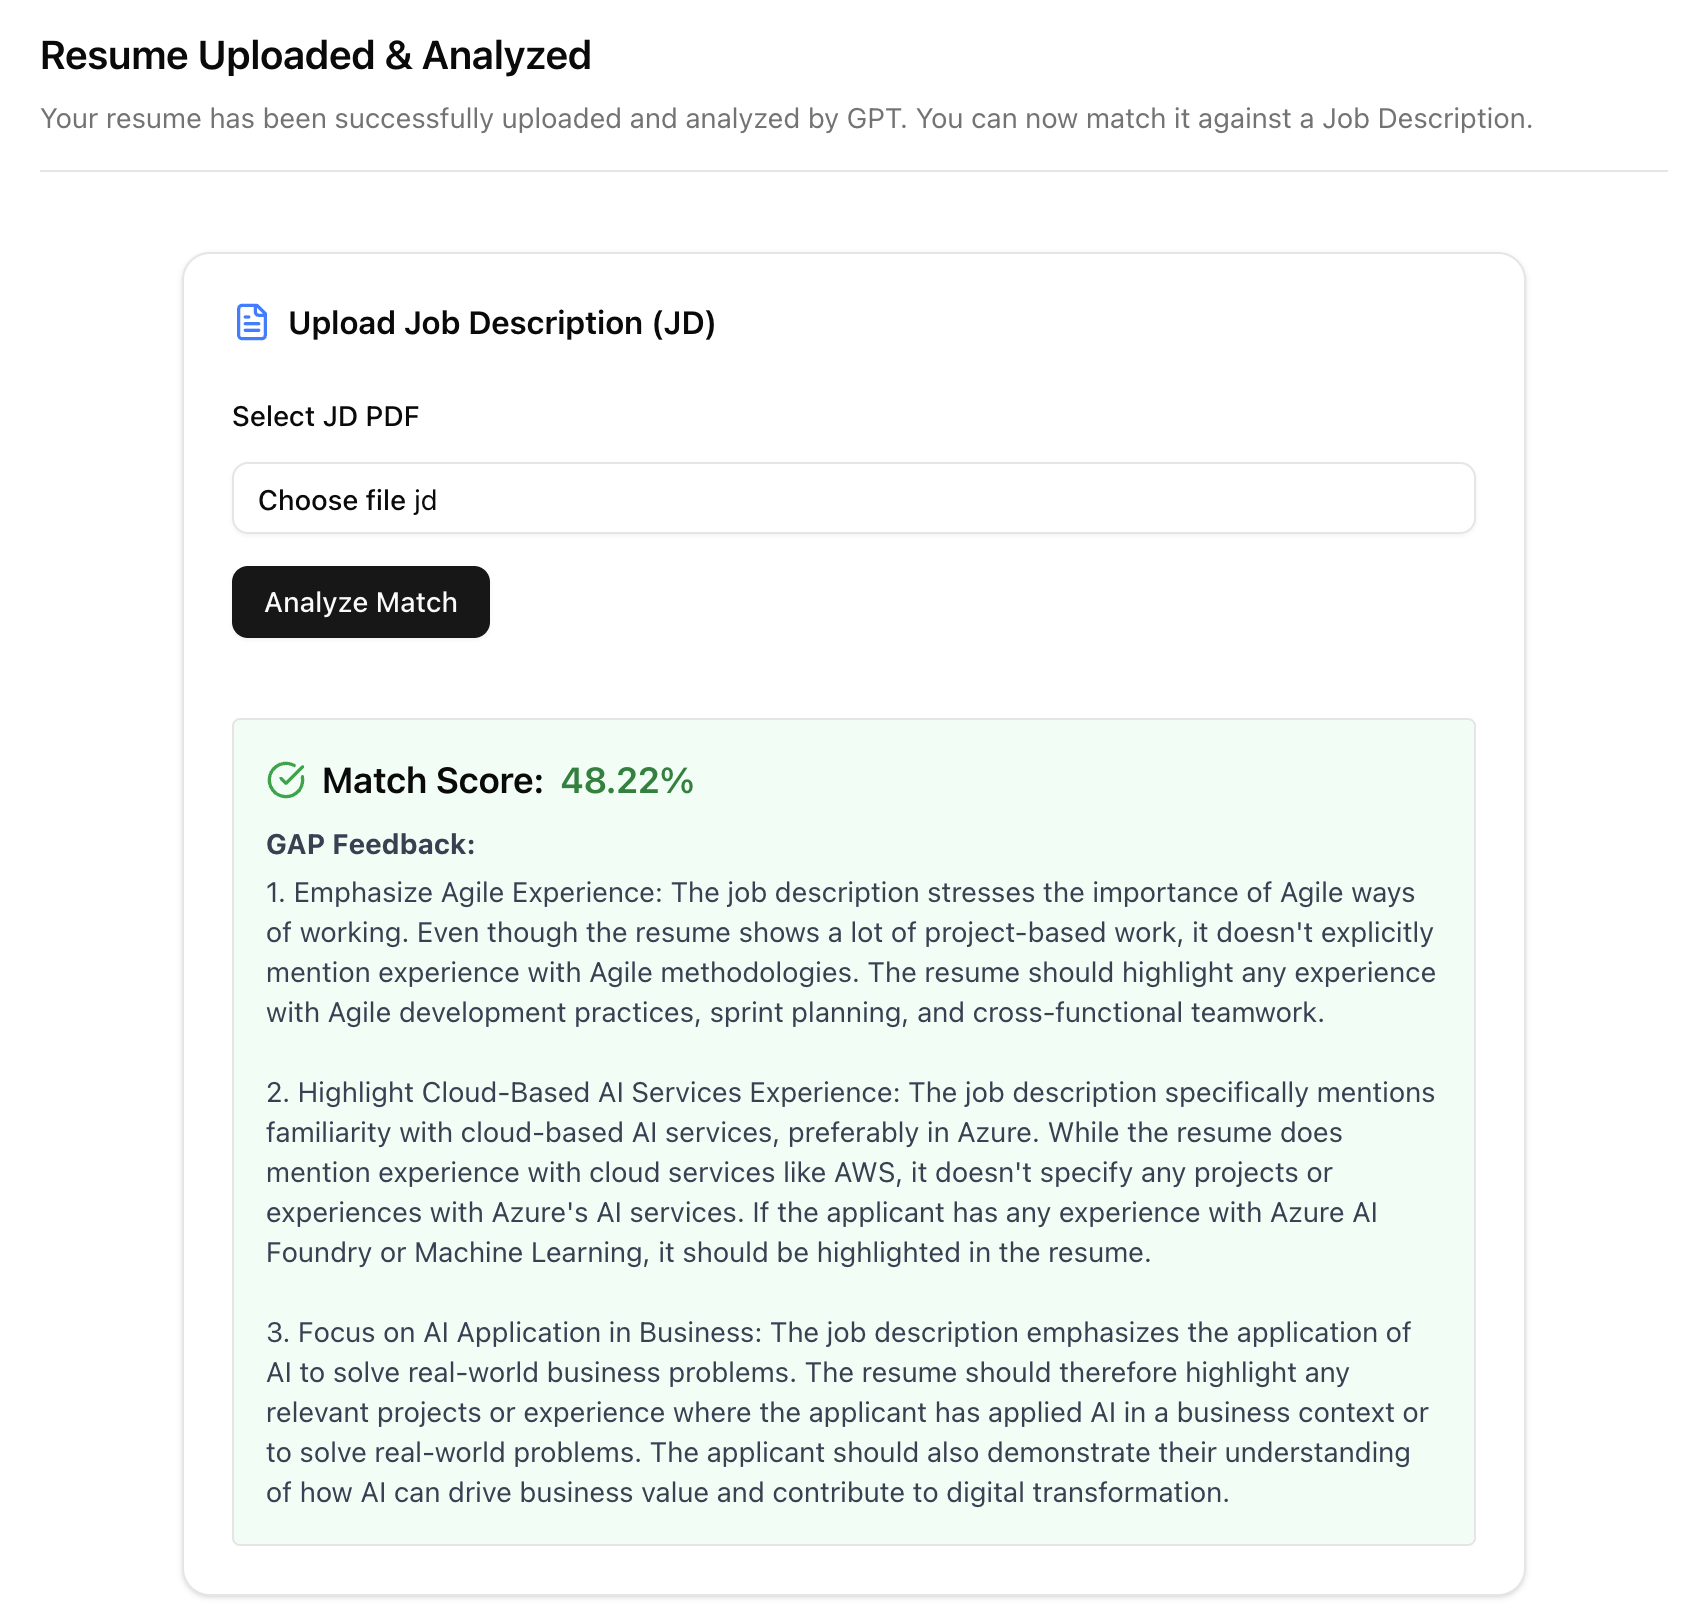 Resume Uploaded & Analyzed
Your resume has been successfully uploaded and analyzed by GPT. You can now match it against a Job Description.
Upload Job Description (JD)
Select JD PDF
Choose file jd
Analyze Match
Match Score: 48.22%
GAP Feedback:
1. Emphasize Agile Experience: The job description stresses the importance of Agile ways
of working. Even though the resume shows a lot of project-based work, it doesn't explicitly
mention experience with Agile methodologies. The resume should highlight any experience
with Agile development practices, sprint planning, and cross-functional teamwork.
2. Highlight Cloud-Based AI Services Experience: The job description specifically mentions
familiarity with cloud-based AI services, preferably in Azure. While the resume does
mention experience with cloud services like AWS, it doesn't specify any projects or
experiences with Azure's AI services. If the applicant has any experience with Azure AI
Foundry or Machine Learning, it should be highlighted in the resume.
3. Focus on AI Application in Business: The job description emphasizes the application of
AI to solve real-world business problems. The resume should therefore highlight any
relevant projects or experience where the applicant has applied AI in a business context or
to solve real-world problems. The applicant should also demonstrate their understanding
of how AI can drive business value and contribute to digital transformation.